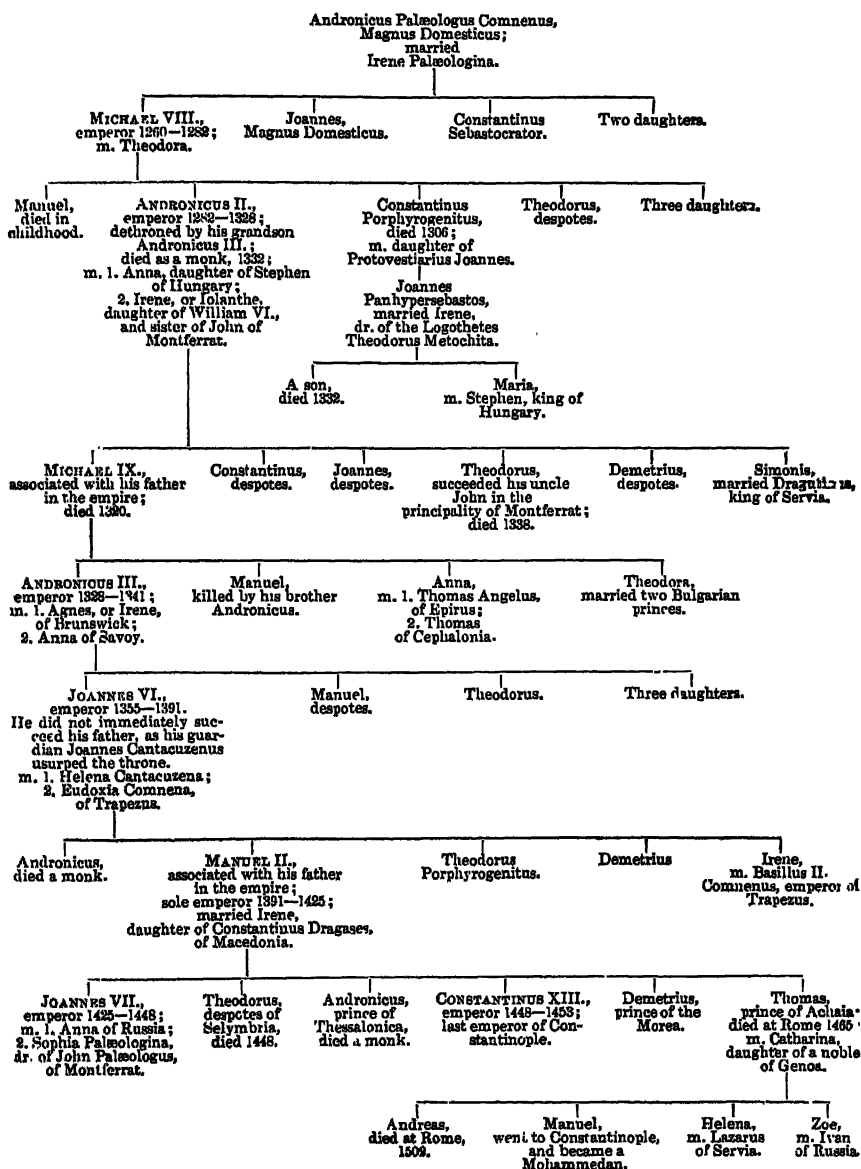 Andronicus Palæologus Comnenus,
Magnus Domesticus;
married
Irene Palæologina.
MICHAEL VIII.,
emperor 1260—1282;
m. Theodora.
Joannes,
Magnus Domesticus.
Constantinus
Sebastocrator.
Two daughters.
Manuel,
died in
childhood.
ANDRONICUS II.,
emperor 1282—1328;
dethroned by his grandson
Andronicus III.;
died as a monk, 1332;
m. 1. Anna, daughter of Stephen
of Hungary;
2. Irene, or Iolanthe,
daughter of William VI.,
and sister of John of
Montferrat.
Constantinus
Porphyrogenitus,
died 1306;
m. daughter of
Protovestiarius Joannes.
Theodorus,
despotes.
Three daughters.
Joannes
Panhypersebastos,
married Irene,
dr. of the Logothetes
Theodorus Metochita.
A son,
died 1332.
Maria,
m. Stephen, king of
Hungary.
MICHAEL IX.,
associated with his father
in the empire;
died 1320.
Constantinus,
despotes.
Joannes,
despotes.
Theodorus,
succeeded his uncle
John in the
principality of Montferrat;
died 1338.
Demetrius,
despotes.
Simonis,
married
king of Servia.
ANDRONICUS III.,
emperor 1328—1341;
m. 1. Agnes, or Irene,
of Brunswick;
2. Anna of Savoy.
Manuel,
killed by his brother
Andronicus.
Anna,
m. 1. Thomas Angelus,
of Epirus;
2. Thomas
of Cephalonia.
Theodora,
married two Bulgarian
princes.
JOANNES VI.,
emperor 1355—1391.
He did not immediately suc-
ceed his father, as his guar-
dian Joannes Cantacuzenus
usurped the throne.
m. 1. Helena Cantacuzena;
2. Eudoxia Comnena,
of Trapezus.
Manuel,
despotes.
Theodorus.
Three daughters.
Andronicus,
died a monk.
MANUEL II.,
associated with his father
in the empire;
sole emperor 1391—1425;
married Irene,
daughter of Constantinus Dragases,
of Macedonia.
Theodorus
Porphyrogenitus.
Demetrius
Irene,
m. Basilius II.
Comnenus, emperor of
Trapezus.
JOANNES VII.,
emperor 1425—1448;
m. 1. Anna of Russia;
2. Sophia Palæologina,
dr. of John Palæologus,
of Montferrat.
Theodorus,
despotes of
Selymbria,
died 1448.
Andronicus,
prince of
Thessalonica,
died a monk.
CONSTANTINUS XIII.,
emperor 1448—1453;
last emperor of Con-
stantinople.
Demetrius,
prince of the
Morea.
Thomas,
prince of Achaia
died at Rome 1465
m. Catharina,
daughter of a noble
of Genoa.
Andreas,
died at Rome,
1502.
Manuel,
went to Constantinople,
and became a
Mohammedan.
Helena,
m. Lazarus
of Servia.
Zoe,
m. Ivan
of Russia